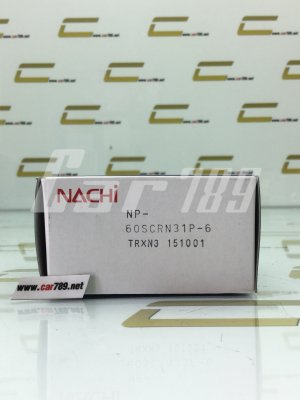 Car 789
NACHi
NP-
60SCRN31P-6
TRXN3 151001
www.car789.net